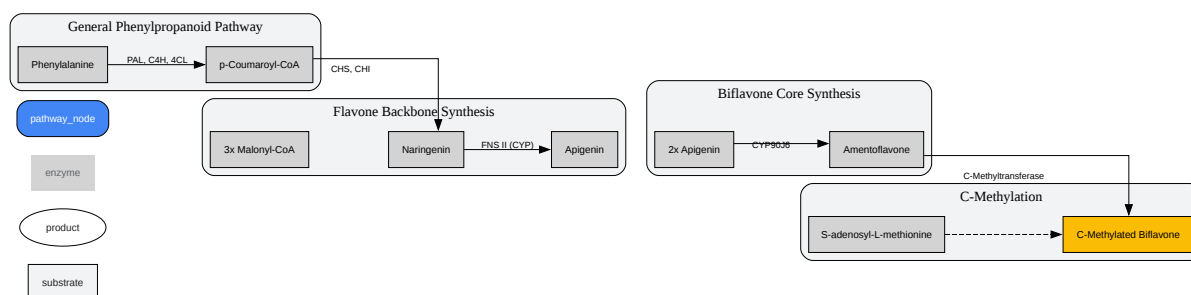 General Phenylpropanoid Pathway
Phenylalanine
PAL, C4H, 4CL
p-Coumaroyl-CoA
CHS, CHI
pathway_node
enzyme
product
substrate
Flavone Backbone Synthesis
3x Malonyl-CoA
Naringenin
FNS II (CYP)
Apigenin
Biflavone Core Synthesis
2x Apigenin
CYP90J6
Amentoflavone
C-Methyltransferase
C-Methylation
S-adenosyl-L-methionine
C-Methylated Biflavone